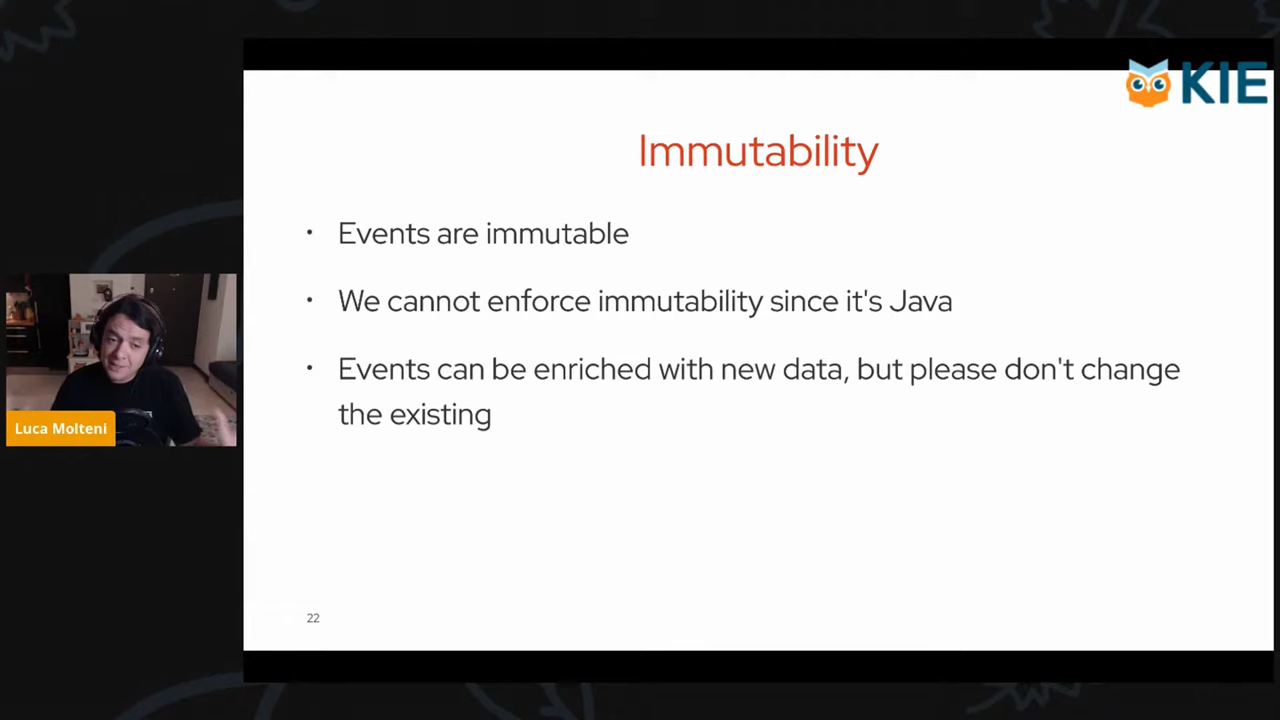 KIE
Immutability
• Events are immutable
• We cannot enforce immutability since it's Java
• Events can be enriched with new data, but please don't change
the existing
Luca Molteni
22